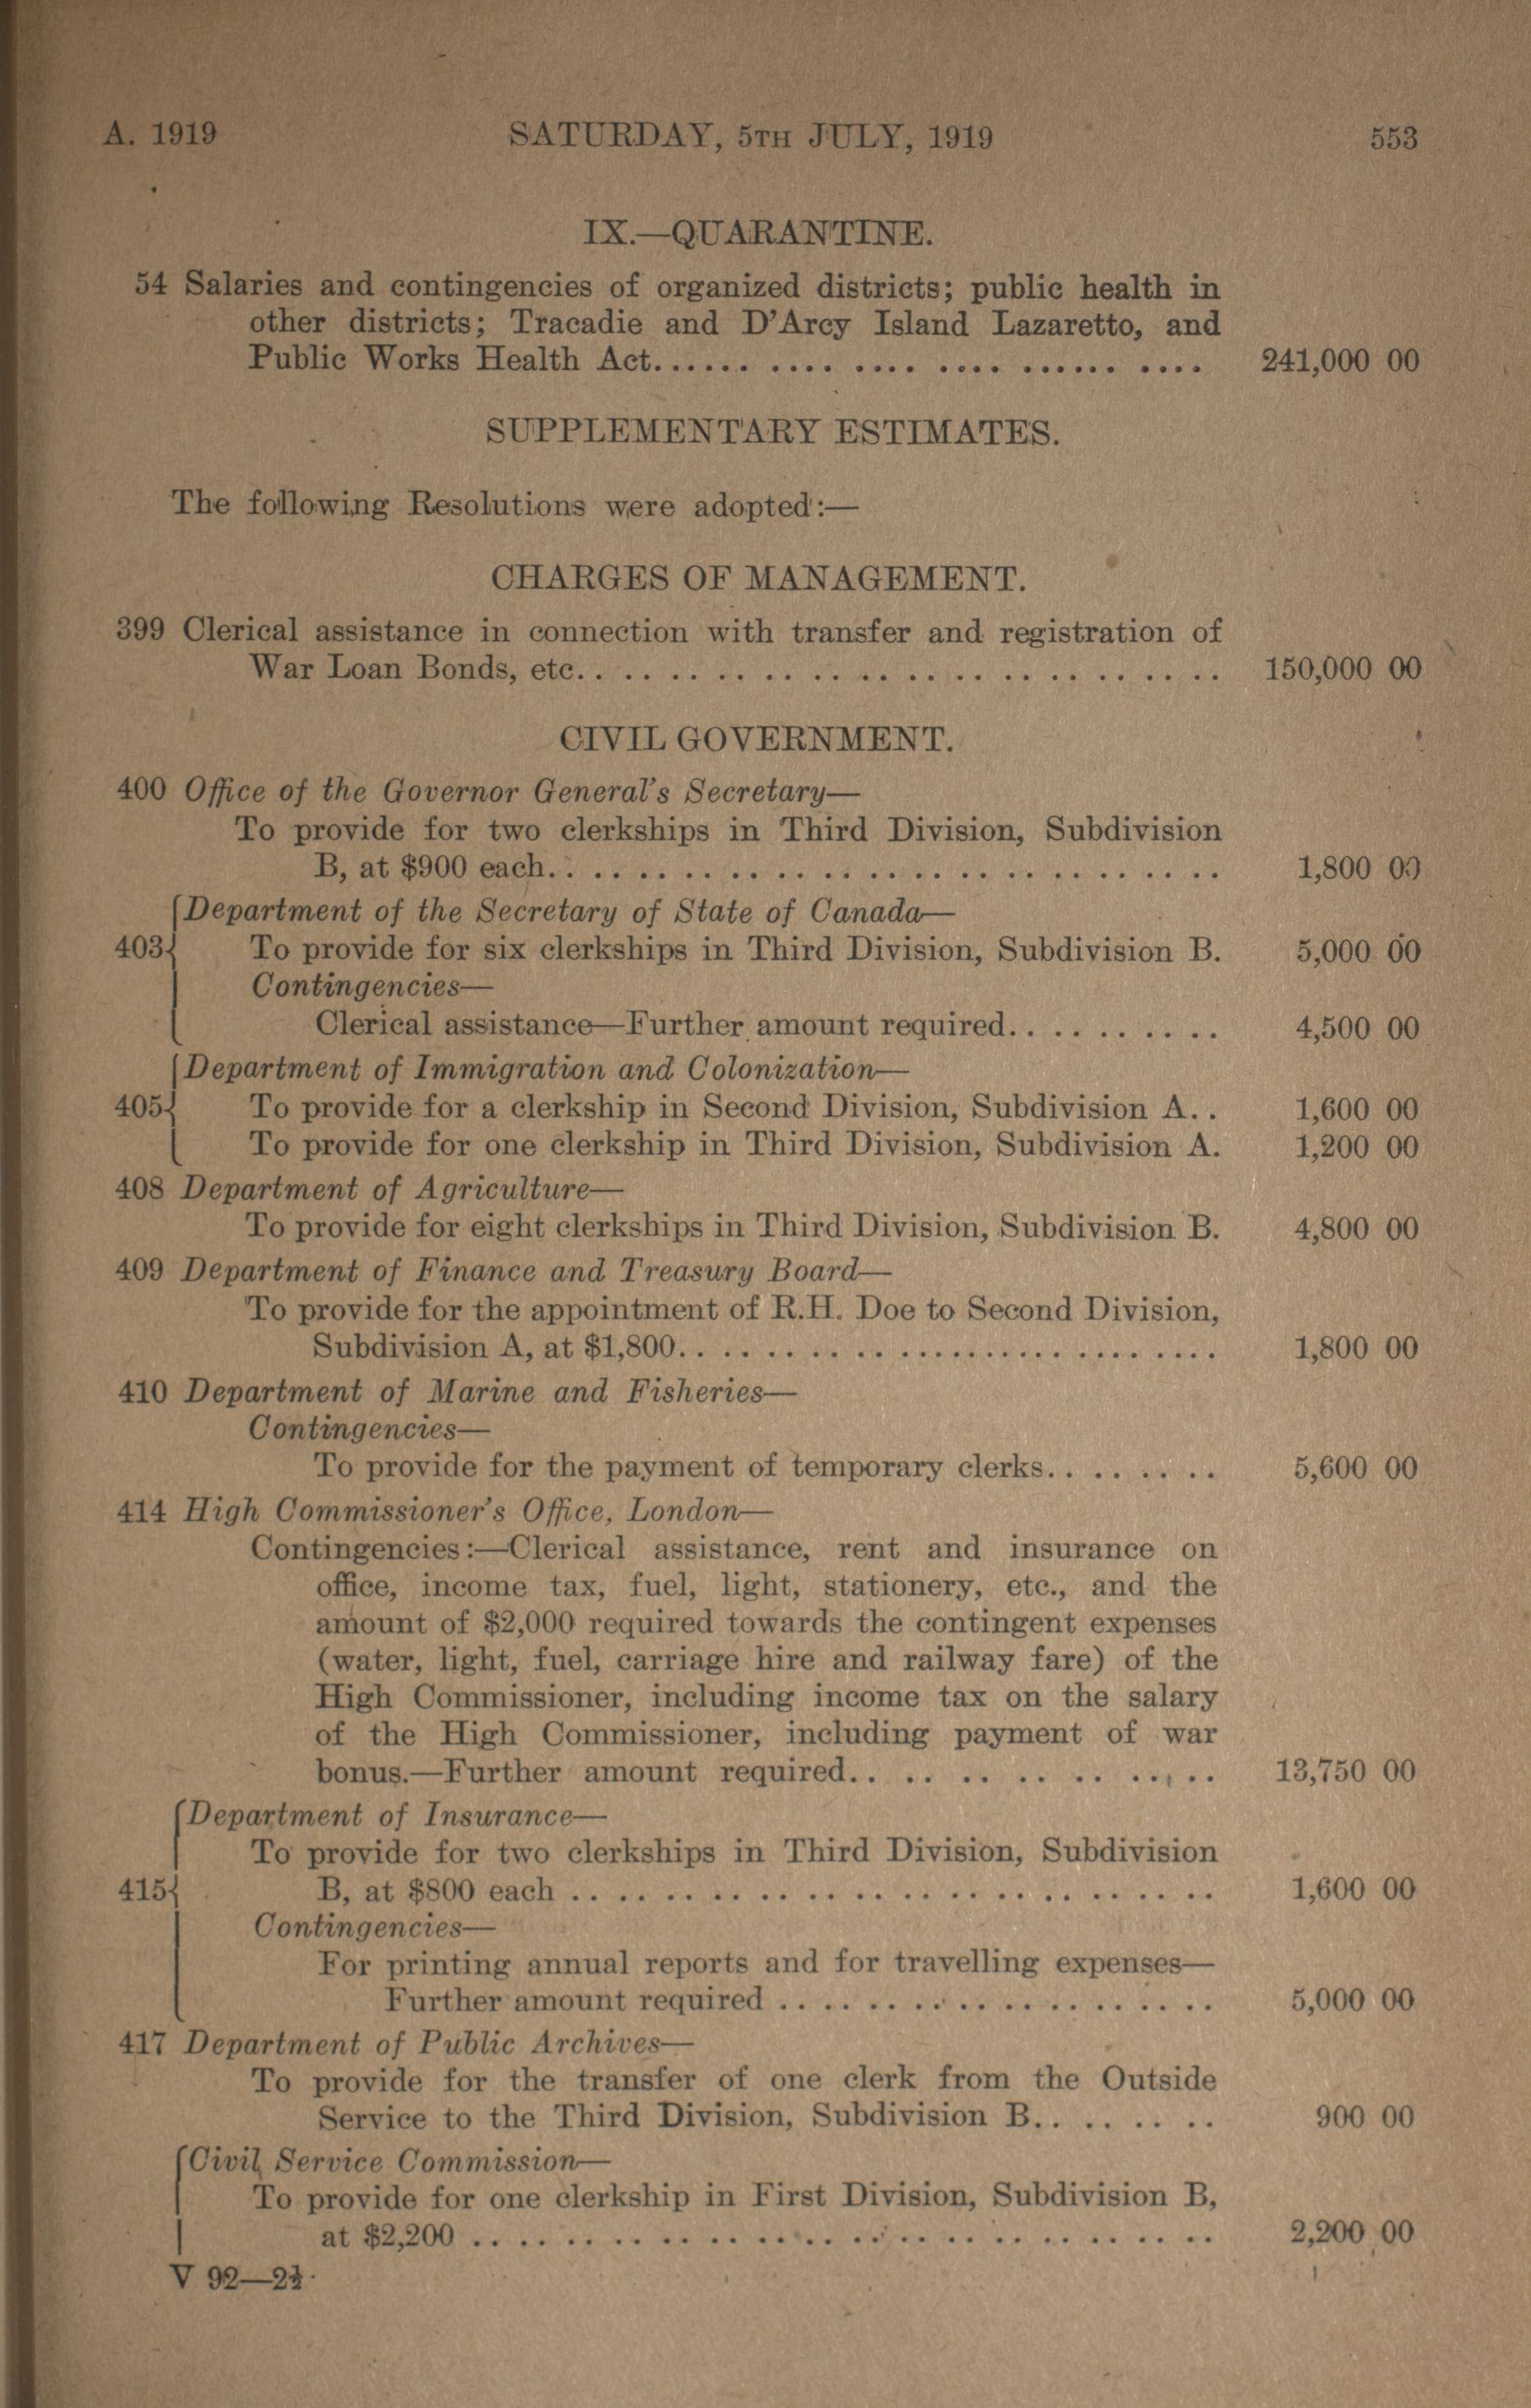 A. 1919 SATURDAY, 5TH JULY, 1919 553
IX.—QUARANTINE.
54 Salaries and contingencies of organized districts; public health in
other districts; Tracadie and D'Arcy Island Lazaretto, and
Public Works Health Act...... .... .... .... ...... .... 241,000 00
SUPPLEMENTARY ESTIMATES.
The following Resolutions were adopted:—
CHARGES OF MANAGEMENT.
399 Clerical assistance in connection with transfer and registration of
War Loan Bonds, etc. . . . . . . . . . . . . . . . . . . . . . . . 150,000 00
CIVIL GOVERNMENT.
400 Office of the Governor General's Secretary—
To provide for two clerkships in Third Division, Subdivision
B, at $900 each. . . . . . . . . . . . . . . . . . . . . . . . 1,800 00
Department of the Secretary of State of Canada—
403 To provide for six clerkships in Third Division, Subdivision B. 5,000 00
Contingencies—
Clerical assistance—Further amount required. . . . . . . . . . 4,500 00
Department of Immigration and Colonization—
405 To provide for a clerkship in Second Division, Subdivision A. . 1,600 00
To provide for one clerkship in Third Division, Subdivision A. 1,200 00
408 Department of Agriculture—
To provide for eight clerkships in Third Division, Subdivision B. 4,800 00
409 Department of Finance and Treasury Board—
To provide for the appointment of R.H. Doe to Second Division,
Subdivision A, at $1,800. . . . . . . . . . . . . . . . . . . . 1,800 00
410 Department of Marine and Fisheries—
Contingencies—
To provide for the payment of temporary clerks. . . . . . . . 5,600 00
414 High Commissioner's Office, London—
Contingencies:—Clerical assistance, rent and insurance on
office, income tax, fuel, light, stationery, etc., and the
amount of $2,000 required towards the contingent expenses
(water, light, fuel, carriage hire and railway fare) of the
High Commissioner, including income tax on the salary
of the High Commissioner, including payment of war
bonus.—Further amount required. . . . . . . . . . . . . . . 13,750 00
Department of Insurance—
To provide for two clerkships in Third Division, Subdivision
415 B, at $800 each . . . . . . . . . . . . . . . . . . . . . . . . 1,600 00
Contingencies—
For printing annual reports and for travelling expenses—
Further amount required . . . . . . . . . . . . . . . . . . . 5,000 00
417 Department of Public Archives—
To provide for the transfer of one clerk from the Outside
Service to the Third Division, Subdivision B. . . . . . . . 900 00
Civil Service Commission—
To provide for one clerkship in First Division, Subdivision B,
at $2,200 . . . . . . . . . . . . . . . . . . . . . . . . . . . 2,200 00
V 92—2½